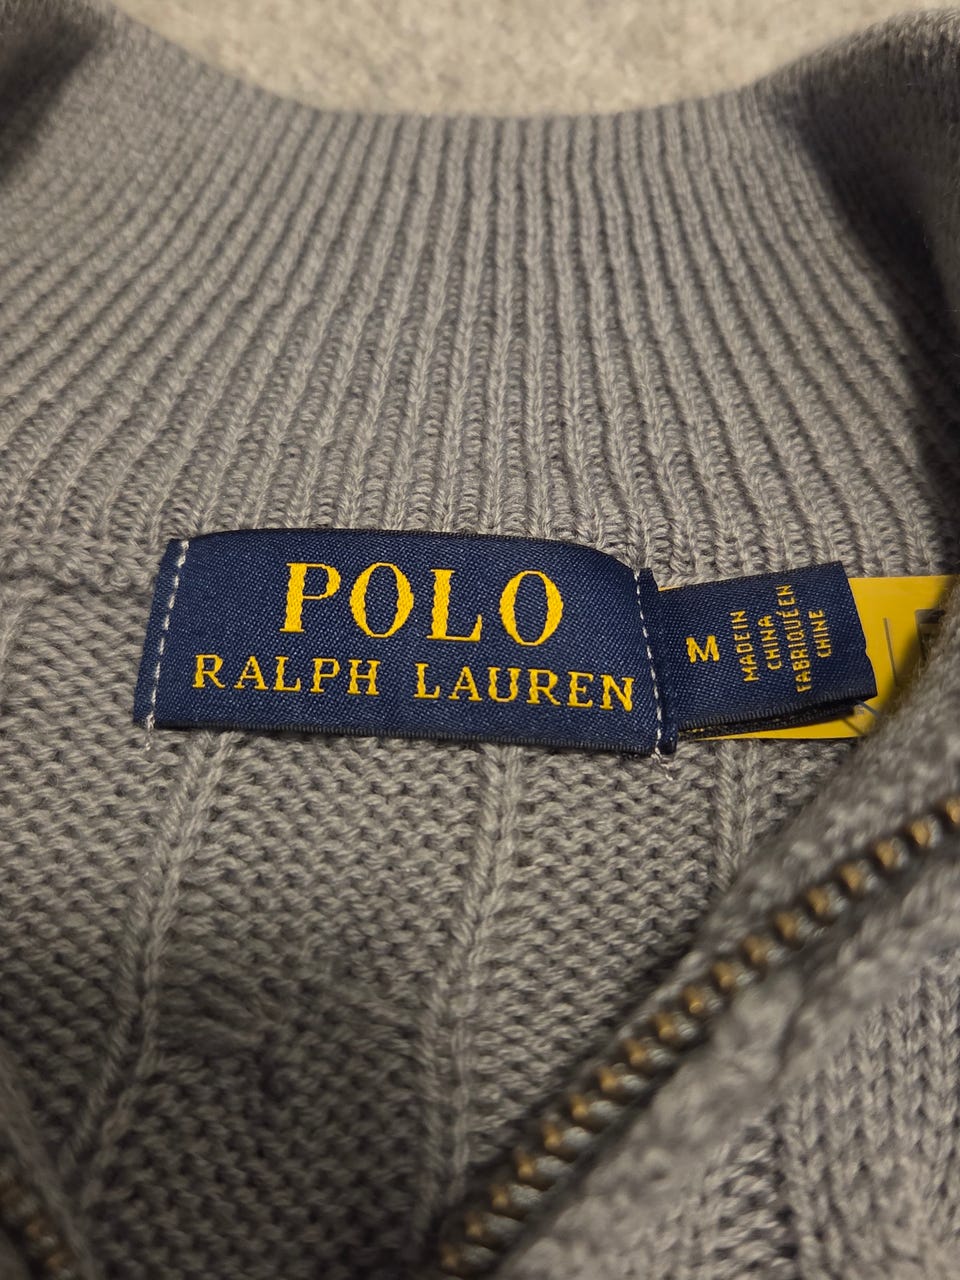 POLO
RALPH LAUREN
M
MADE IN
CHINA
FABRIQUÉ EN
CHINE